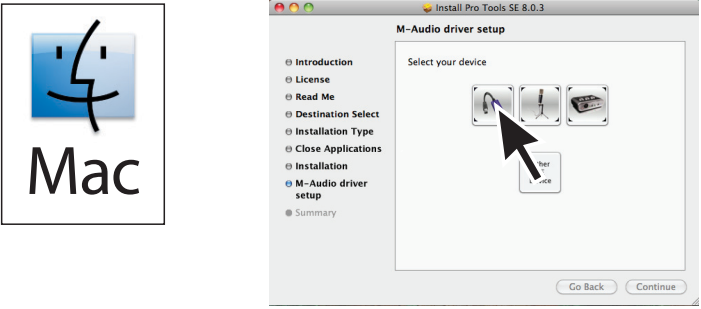 Mac
Install Pro Tools SE 8.0.3
M-Audio driver setup
Introduction
License
Read Me
Destination Select
Installation Type
Close Applications
Installation
M-Audio driver
setup
Summary
Select your device
Go Back
Continue